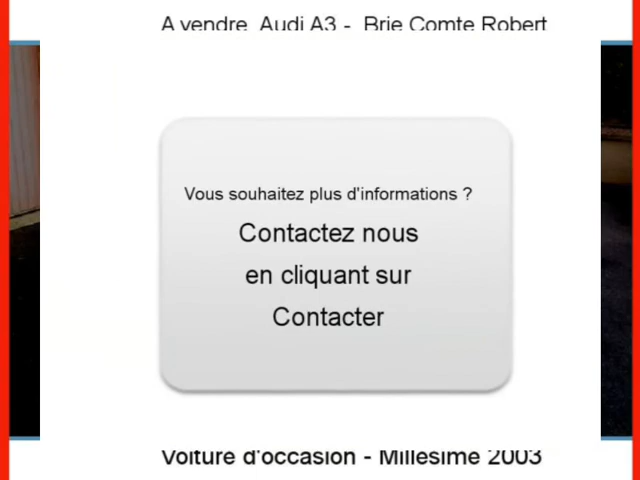 A vendre Audi A3 - Brie Comte Robert
Vous souhaitez plus d'informations ?
Contactez nous
en cliquant sur
Contacter
Voiture d'occasion - Millesime 2003